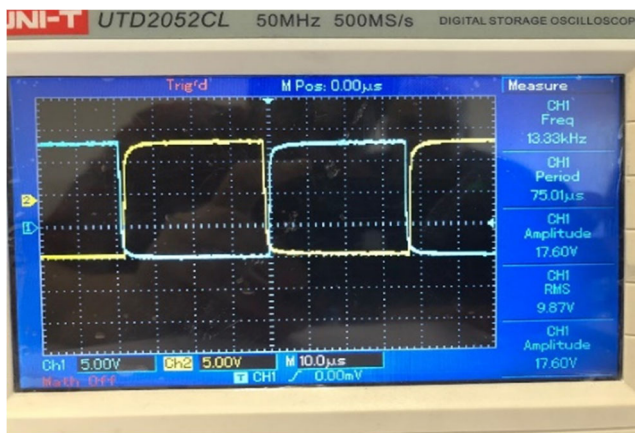 UNI-T UTD2052CL 50MHz 500MS/s DIGITAL STORAGE OSCILLOSCOP
Trig'd M Pos: 0.00μs Measure
CH1
Freq
13.33kHz
CH1
Period
75.01μs
2
1
CH1
Amplitude
17.60V
CH1
RMS
9.87V
CH1
Amplitude
17.60V
Ch1 5.00V Ch2 5.00V M 10.0μs
Math Off T CH1 0.00mV